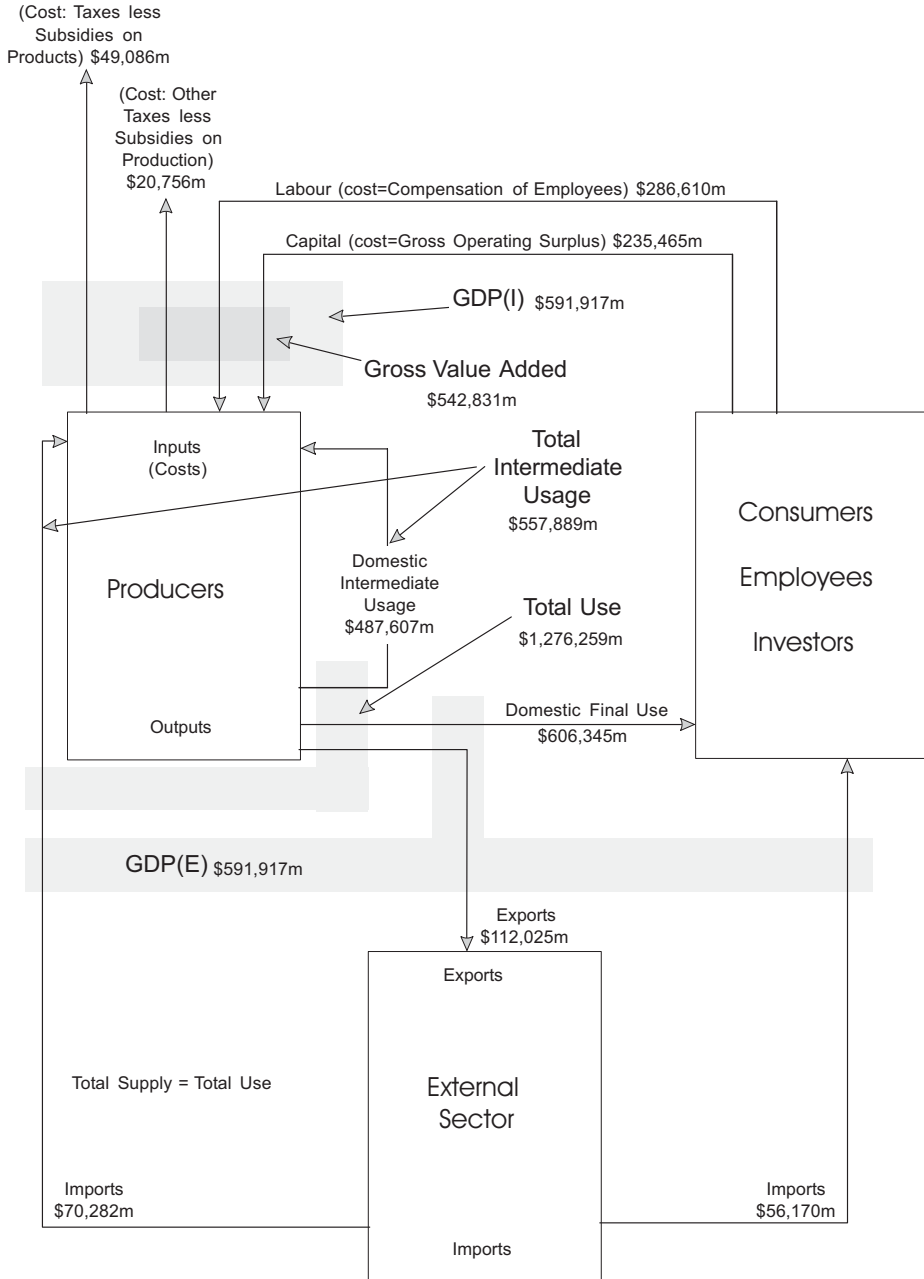 (Cost: Taxes less
Subsidies on
Products) $49,086m
(Cost: Other
Taxes less
Subsidies on
Production)
$20,756m
Labour (cost=Compensation of Employees) $286,610m
Capital (cost=Gross Operating Surplus) $235,465m
GDP(I) $591,917m
Gross Value Added
$542,831m
Inputs
(Costs)
Total
Intermediate
Usage
$557,889m
Producers
Domestic
Intermediate
Usage
$487,607m
Consumers
Employees
Investors
Total Use
$1,276,259m
Outputs
Domestic Final Use
$606,345m
GDP(E) $591,917m
Exports
$112,025m
Exports
Total Supply = Total Use
External
Sector
Imports
$70,282m
Imports
$56,170m
Imports